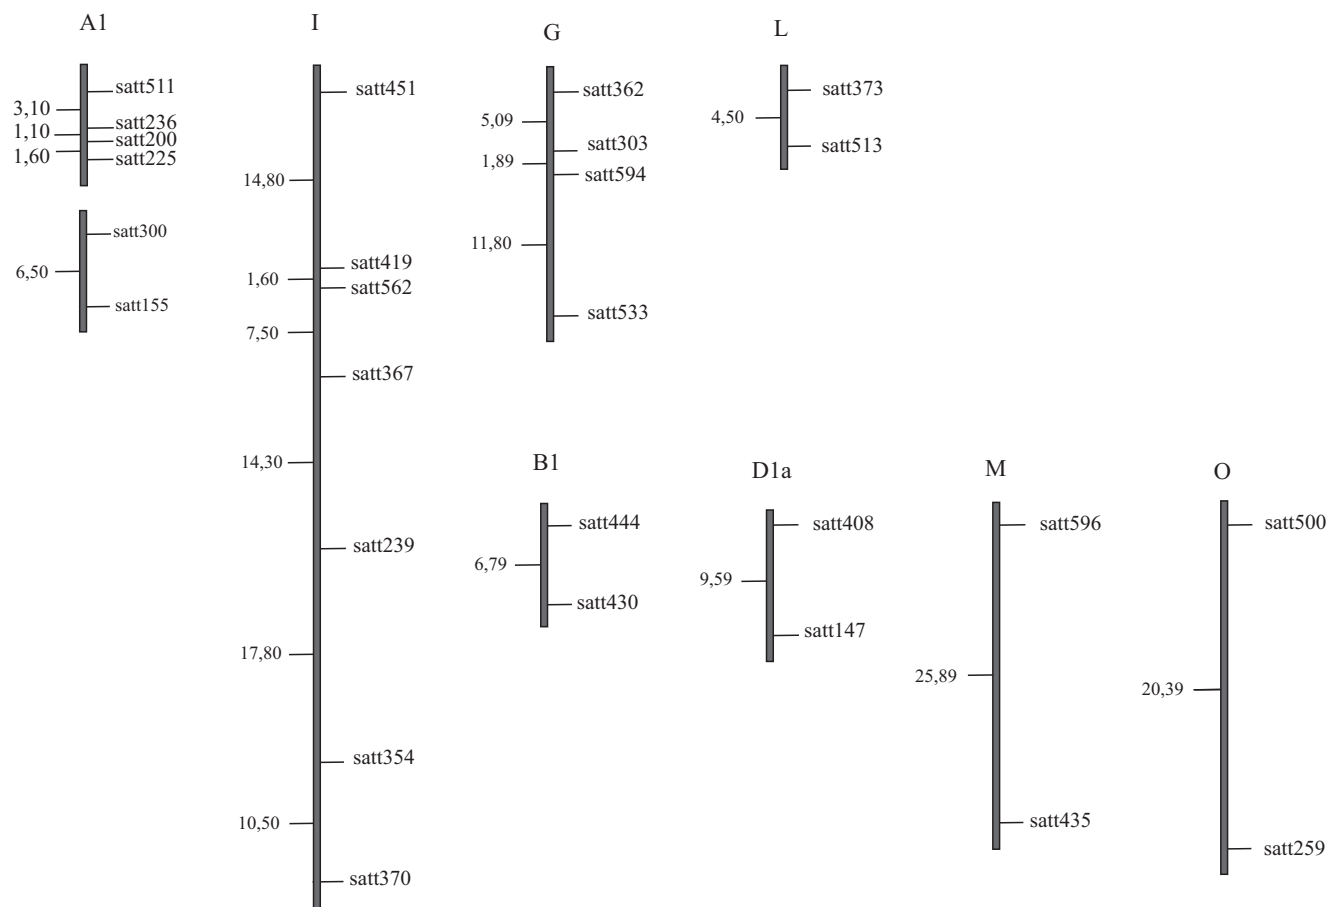 A1
satt511
3,10
satt236
1,10
satt200
1,60
satt225
satt300
6,50
satt155
I
satt451
14,80
satt419
1,60
satt562
7,50
satt367
14,30
satt239
17,80
satt354
10,50
satt370
G
satt362
5,09
satt303
1,89
satt594
11,80
satt533
L
satt373
4,50
satt513
B1
satt444
6,79
satt430
D1a
satt408
9,59
satt147
M
satt596
25,89
satt435
O
satt500
20,39
satt259